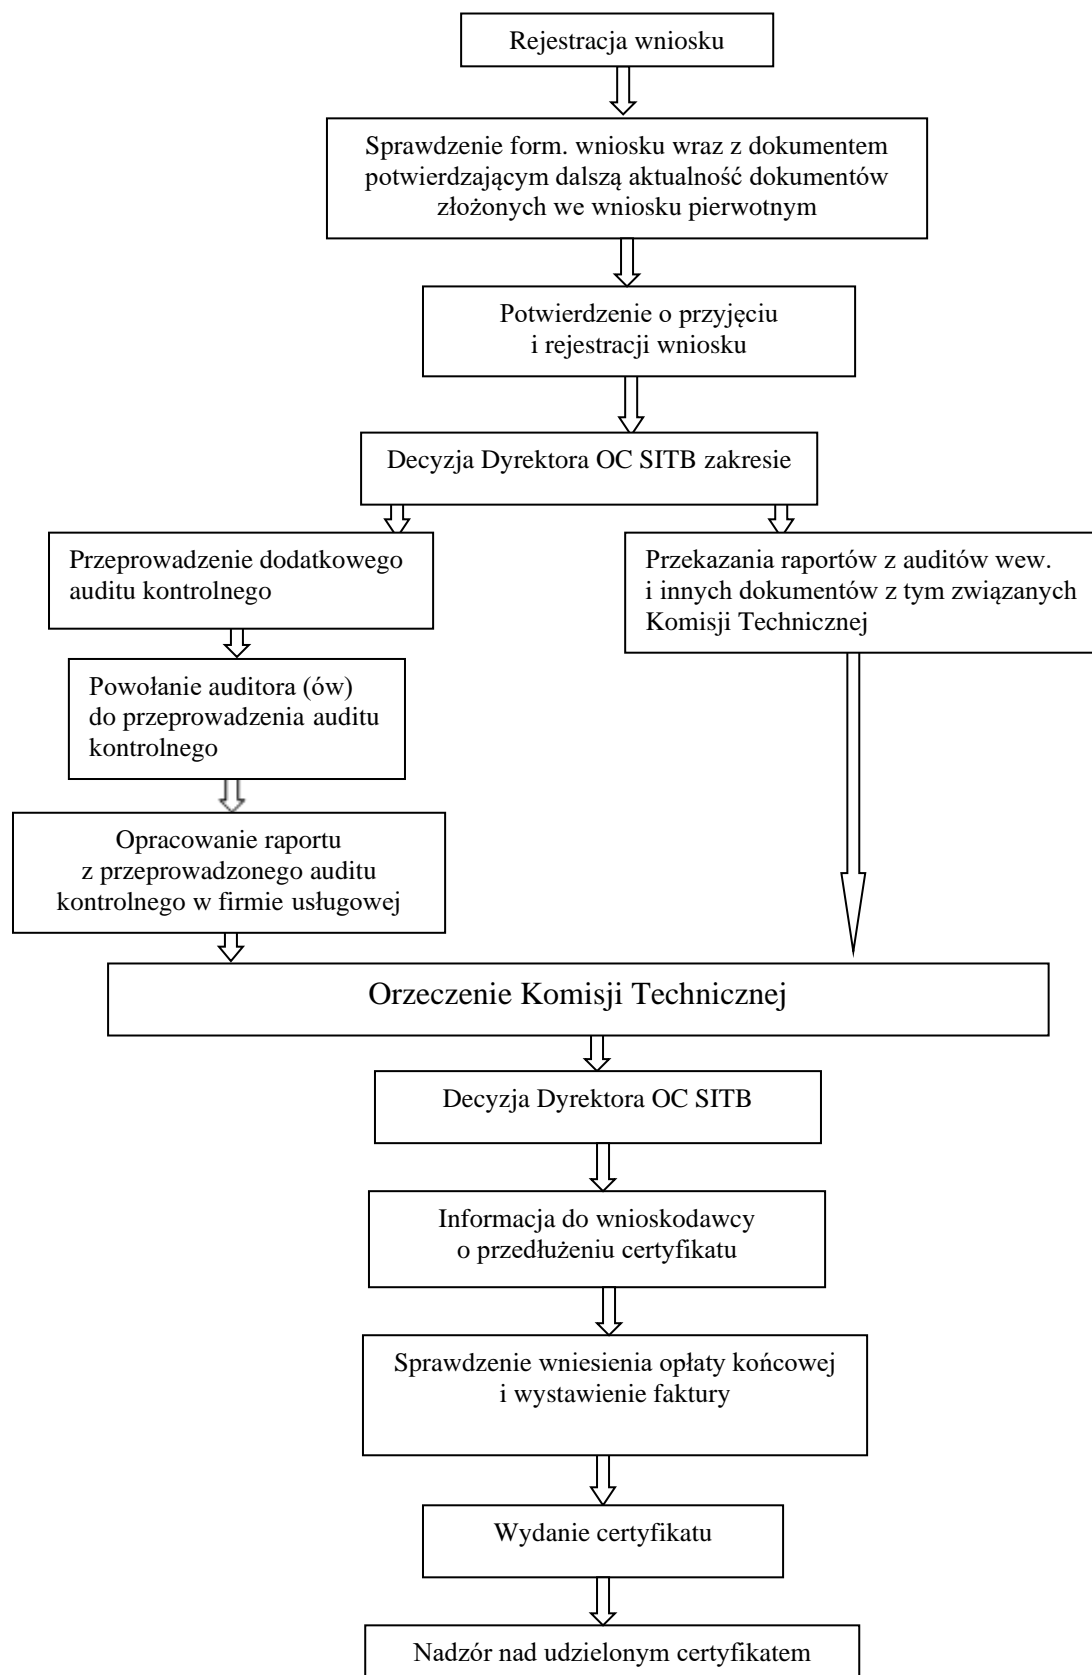 Rejestracja wniosku
Sprawdzenie form. wniosku wraz z dokumentem
potwierdzającym dalszą aktualność dokumentów
złożonych we wniosku pierwotnym
Potwierdzenie o przyjęciu
i rejestracji wniosku
Decyzja Dyrektora OC SITB zakresie
Przeprowadzenie dodatkowego
auditu kontrolnego
Przekazania raportów z auditów wew.
i innych dokumentów z tym związanych
Komisji Technicznej
Powołanie auditora (ów)
do przeprowadzenia auditu
kontrolnego
Opracowanie raportu
z przeprowadzonego auditu
kontrolnego w firmie usługowej
Orzeczenie Komisji Technicznej
Decyzja Dyrektora OC SITB
Informacja do wnioskodawcy
o przedłużeniu certyfikatu
Sprawdzenie wniesienia opłaty końcowej
i wystawienie faktury
Wydanie certyfikatu
Nadzór nad udzielonym certyfikatem